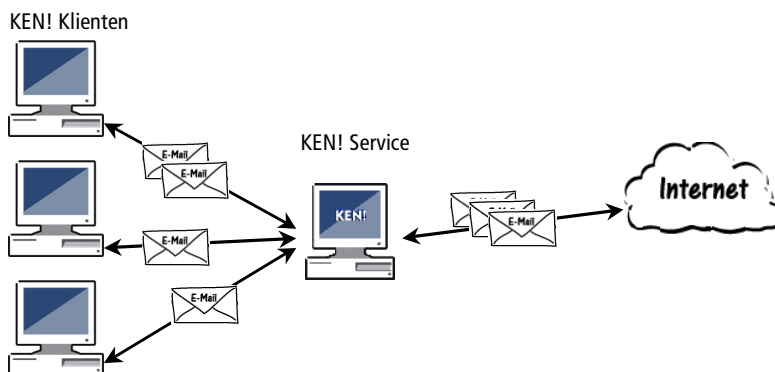 KEN! Klienten
E-Mail
E-Mail
KEN! Service
KEN!
E-Mail
E-Mail
E-Mail
Internet